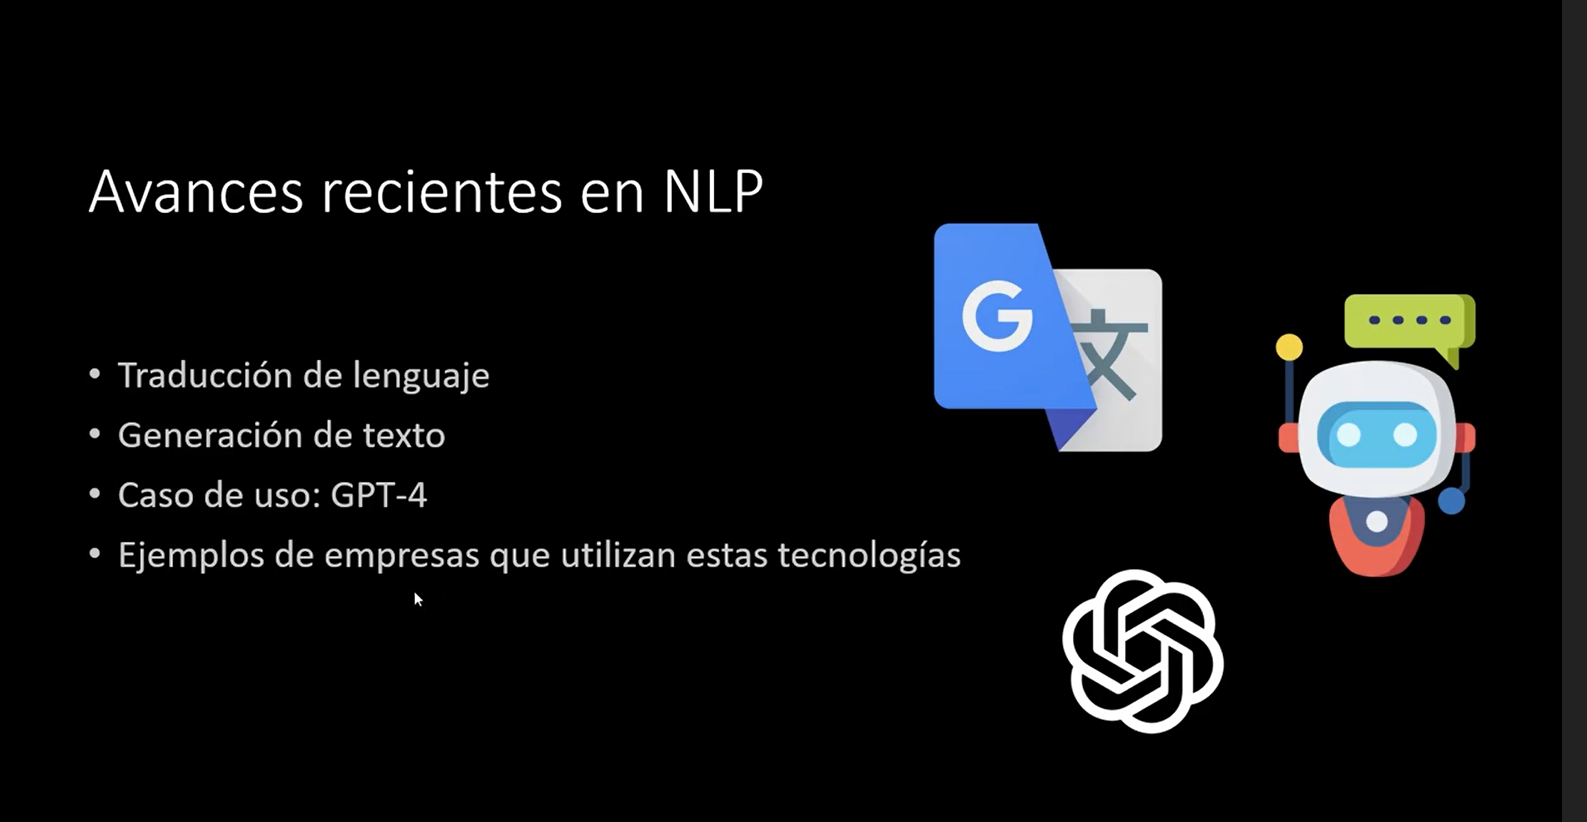 Avances recientes en NLP
• Traducción de lenguaje
• Generación de texto
• Caso de uso: GPT-4
• Ejemplos de empresas que utilizan estas tecnologías
G
文